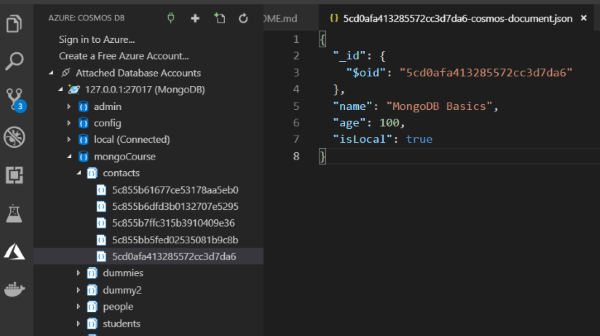 AZURE: COSMOS DB
Sign in to Azure...
Create a Free Azure Account...
Attached Database Accounts
127.0.0.1:27017 (MongoDB)
admin
config
local (Connected)
mongoCourse
contacts
5c855b61677ce53178aa5eb0
5c855b6dfd3b0132707e5295
5c855b7ffc315b3910409e36
5c855bb5fed02535081b9c8b
5cd0afa413285572cc3d7da6
dummies
dummy2
people
students
3
OME.md
{} 5cd0afa413285572cc3d7da6-cosmos-document.json ×
1 {
2 "_id": {
3 "$oid": "5cd0afa413285572cc3d7da6"
4 },
5 "name": "MongoDB Basics",
6 "age": 100,
7 "isLocal": true
8 }